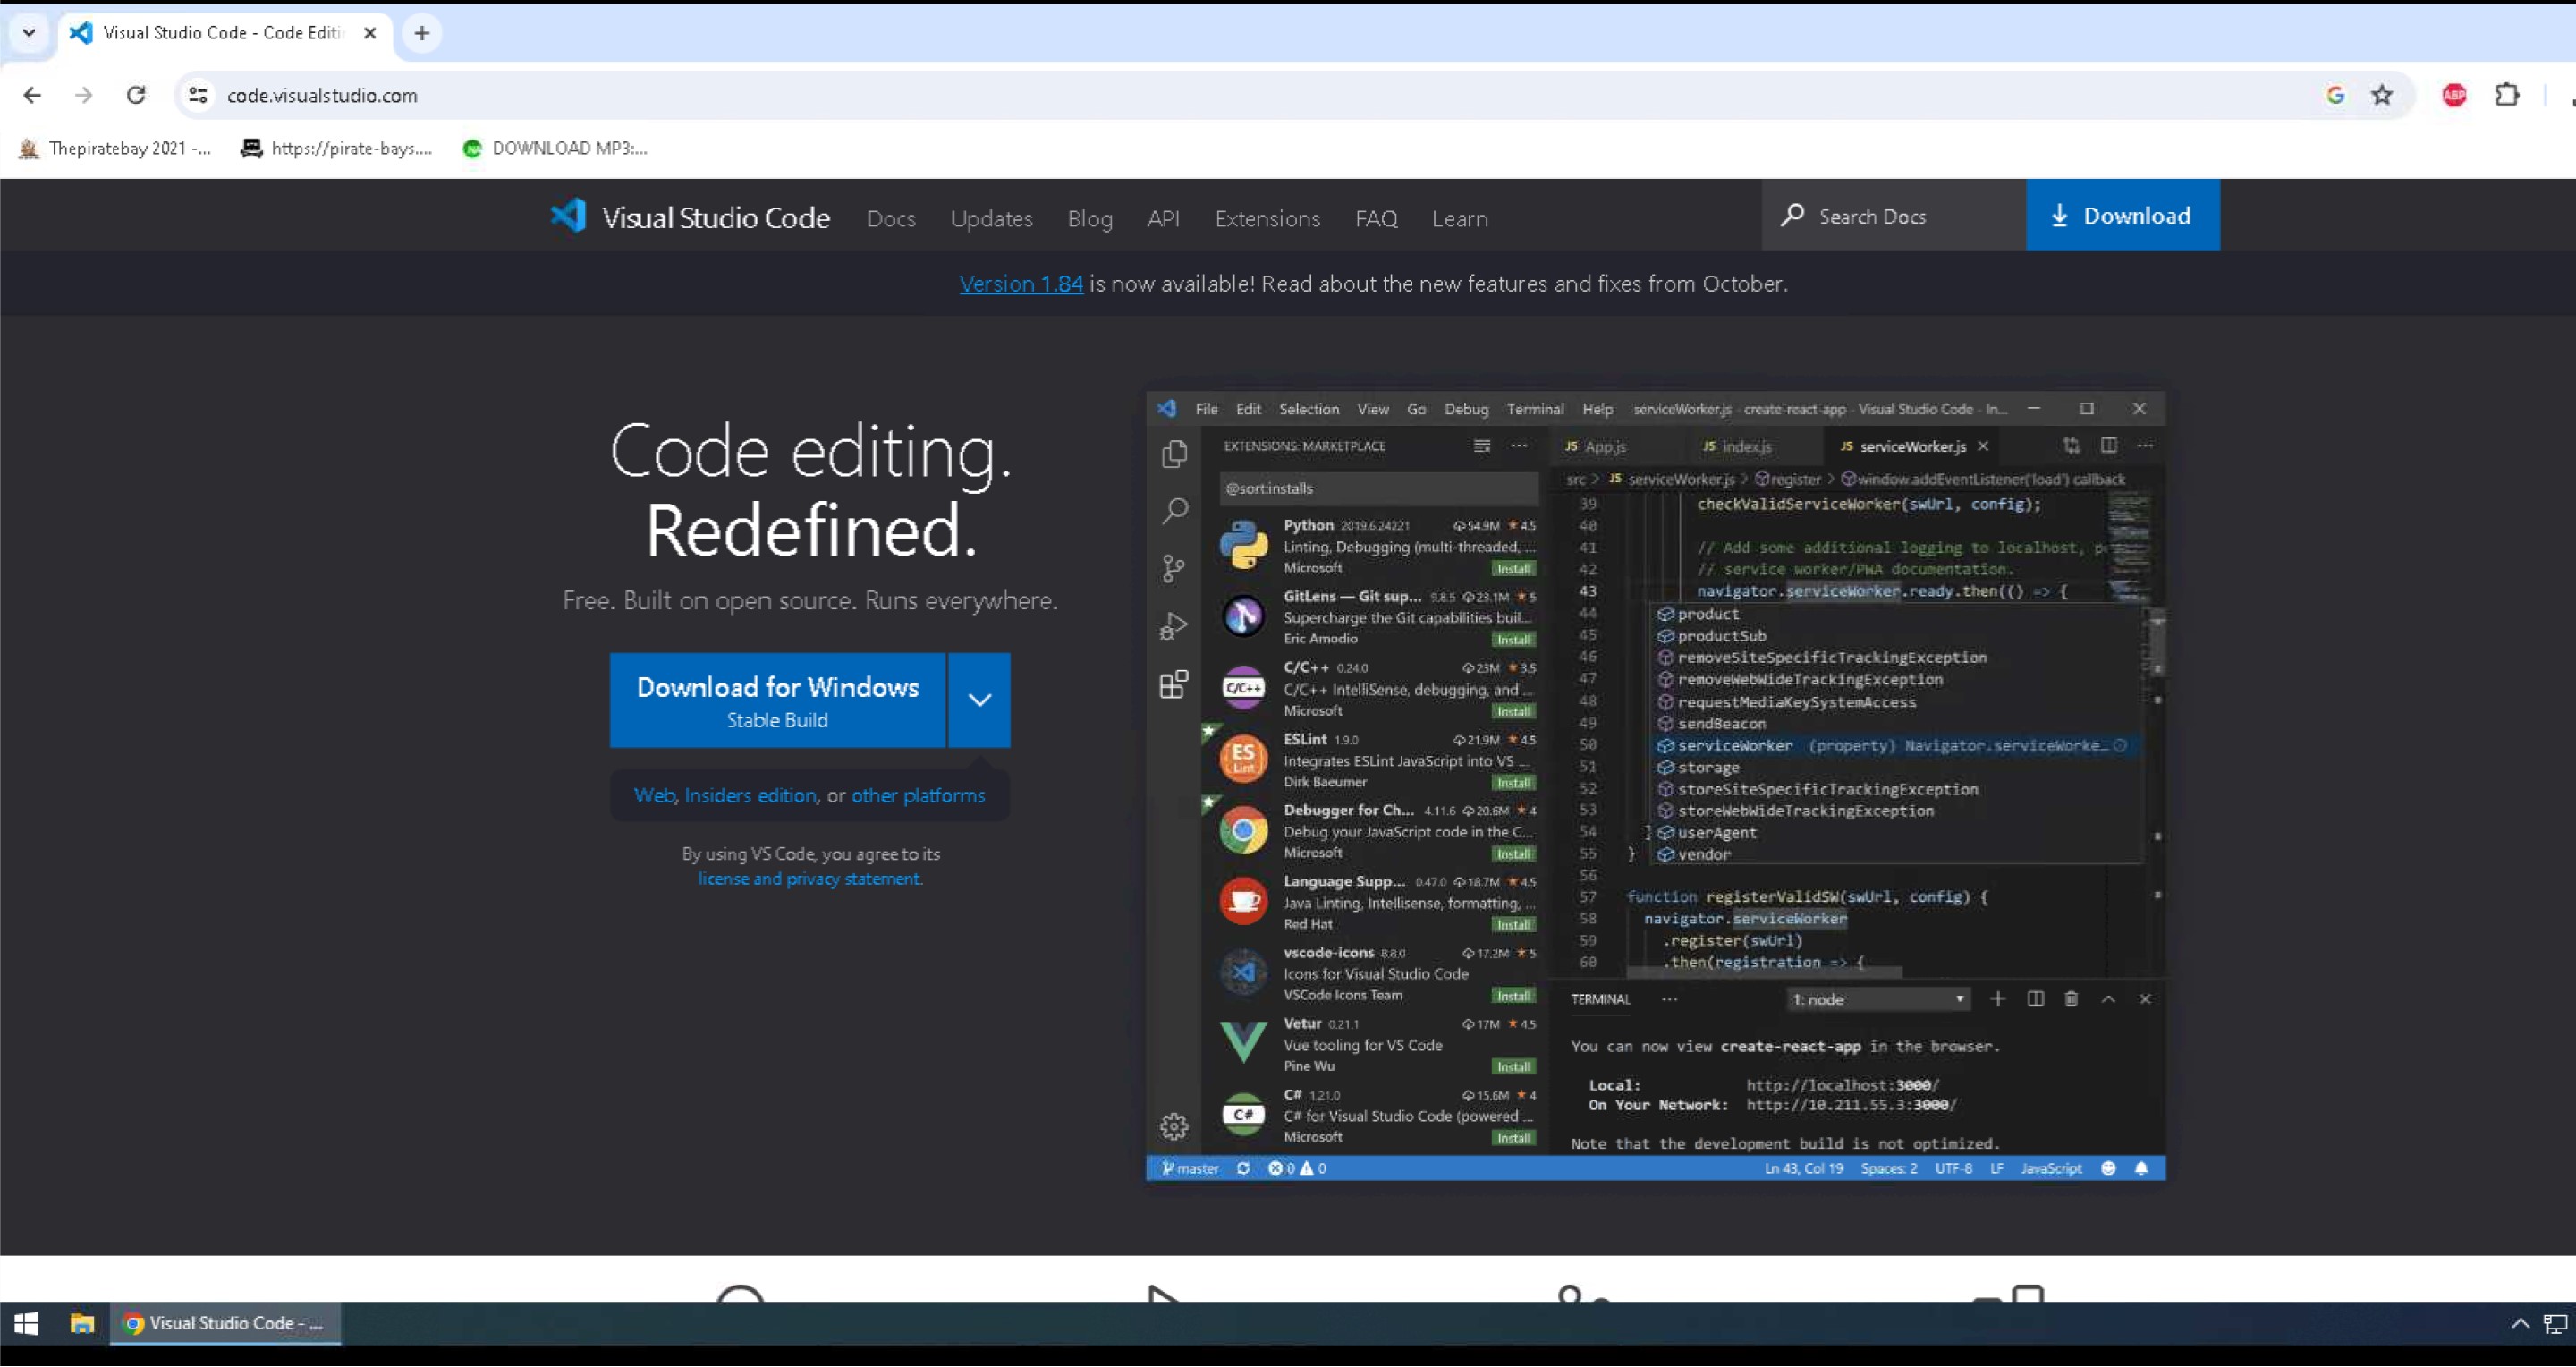 Visual Studio Code - Code Editi
code.visualstudio.com
Thepiratebay 2021 -...
https://pirate-bays....
DOWNLOAD MP3:...
Visual Studio Code Docs Updates Blog API Extensions FAQ Learn
Search Docs
Download
Version 1.84 is now available! Read about the new features and fixes from October.
Code editing.
Redefined.
Free. Built on open source. Runs everywhere.
Download for Windows
Stable Build
Web, Insiders edition, or other platforms
By using VS Code, you agree to its
license and privacy statement.
File Edit Selection View Go Debug Terminal Help serviceWorker.js - create-react-app - Visual Studio Code - In...
EXTENSIONS: MARKETPLACE
@sort:installs
Python 2019.6.24221 54.9M ★4.5
Linting, Debugging (multi-threaded, ...
Microsoft Install
GitLens — Git sup... 9.8.5 23.1M ★5
Supercharge the Git capabilities buil...
Eric Amodio Install
C/C++ 0.24.0 23M ★3.5
C/C++ IntelliSense, debugging, and ...
Microsoft Install
ESLint 1.9.0 21.9M ★4.5
Integrates ESLint JavaScript into VS ...
Dirk Baeumer Install
Debugger for Ch... 4.11.6 20.6M ★4
Debug your JavaScript code in the C...
Microsoft Install
Language Supp... 0.47.0 18.7M ★4.5
Java Linting, Intellisense, formatting, ...
Red Hat Install
vscode-icons 8.8.0 17.2M ★5
Icons for Visual Studio Code
VSCode Icons Team Install
Vetur 0.21.1 17M ★4.5
Vue tooling for VS Code
Pine Wu Install
C# 1.21.0 15.6M ★4
C# for Visual Studio Code (powered ...
Microsoft Install
JS App.js JS index.js JS serviceWorker.js
src > JS serviceWorker.js > register > window.addEventListener('load') callback
39 checkValidServiceWorker(swUrl, config);
40
41 // Add some additional logging to localhost, p
42 // service worker/PWA documentation.
43 navigator.serviceWorker.ready.then(() => {
44 product
45 productSub
46 removeSiteSpecificTrackingException
47 removeWebWideTrackingException
48 requestMediaKeySystemAccess
49 sendBeacon
50 serviceWorker (property) Navigator.serviceWorke...
51 storage
52 storeSiteSpecificTrackingException
53 storeWebWideTrackingException
54 } userAgent
55 } vendor
56
57 function registerValidSW(swUrl, config) {
58 navigator.serviceWorker
59 .register(swUrl)
60 .then(registration => {
TERMINAL ... 1: node
You can now view create-react-app in the browser.
Local: http://localhost:3000/
On Your Network: http://10.211.55.3:3000/
Note that the development build is not optimized.
master 0 0 Ln 43, Col 19 Spaces: 2 UTF-8 LF JavaScript
Visual Studio Code - ...
ABP
C/C++
ES
Lint
C#